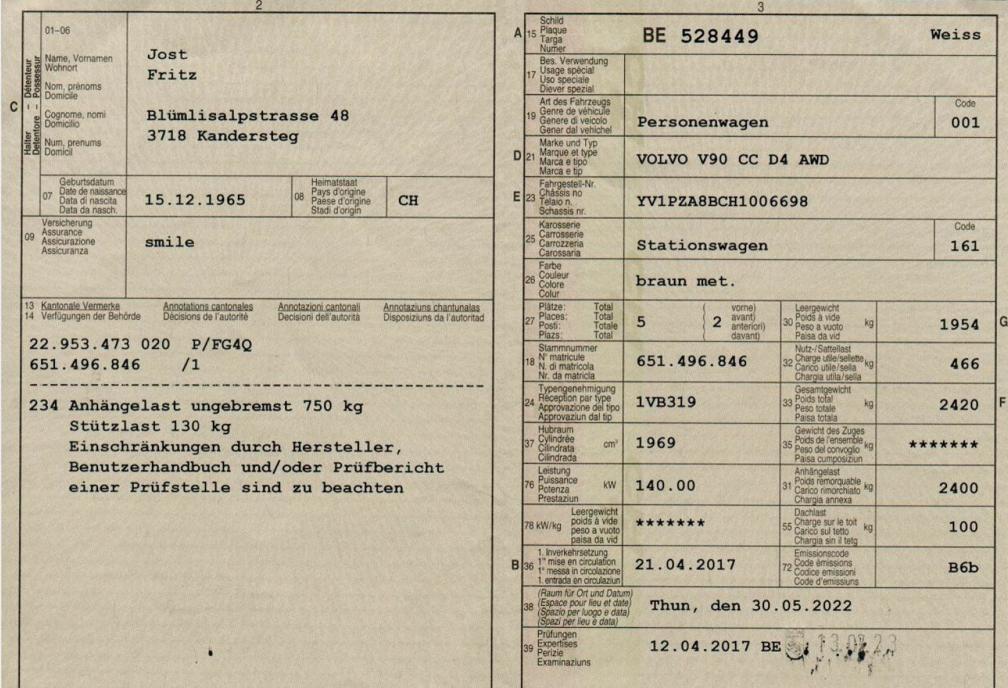 2
01–06
Halter – Détenteur
Detentore – Possessur
C
Name, Vornamen
Wohnort
Nom, prénoms
Domicile
Cognome, nomi
Domicilio
Num, prenums
Domicil
Jost
Fritz
Blümlisalpstrasse 48
3718 Kandersteg
07
Geburtsdatum
Date de naissance
Data di nascita
Data da nasch.
15.12.1965
08
Heimatstaat
Pays d'origine
Paese d'origine
Stadi d'origin
CH
09
Versicherung
Assurance
Assicurazione
Assicuranza
smile
13 Kantonale Vermerke Annotations cantonales Annotazioni cantonali Annotaziuns chantunalas
14 Verfügungen der Behörde Décisions de l'autorité Decisioni dell'autorità Disposiziuns da l'autoritad
22.953.473 020 P/FG4Q
651.496.846 /1
234 Anhängelast ungebremst 750 kg
Stützlast 130 kg
Einschränkungen durch Hersteller,
Benutzerhandbuch und/oder Prüfbericht
einer Prüfstelle sind zu beachten
3
A 15
Schild
Plaque
Targa
Numer
BE 528449 Weiss
17
Bes. Verwendung
Usage spécial
Uso speciale
Diever spezial
19
Art des Fahrzeugs
Genre de véhicule
Genere di veicolo
Gener dal vehichel
Personenwagen
Code
001
D 21
Marke und Typ
Marque et type
Marca e tipo
Marca e tip
VOLVO V90 CC D4 AWD
E 23
Fahrgestell-Nr.
Châssis no
Telaio n.
Schassis nr.
YV1PZA8BCH1006698
25
Karosserie
Carrosserie
Carrozzeria
Carossaria
Stationswagen
Code
161
26
Farbe
Couleur
Colore
Colur
braun met.
27
Plätze: Total
Places: Total
Posti: Totale
Plazs: Total
5
( vorne)
( avant)
( anteriori)
( davant)
2
30
Leergewicht
Poids à vide
Peso a vuoto
Paisa da vid
kg
1954
G
18
Stammnummer
N° matricule
N. di matricola
Nr. da matricla
651.496.846
32
Nutz-/Sattellast
Charge utile/sellette
Carico utile/sella
Chargia utila/sella
kg
466
24
Typengenehmigung
Réception par type
Approvazione del tipo
Approvaziun dal tip
1VB319
33
Gesamtgewicht
Poids total
Peso totale
Paisa totala
kg
2420
F
37
Hubraum
Cylindrée
Cilindrata
Cilindrada
cm³
1969
35
Gewicht des Zuges
Poids de l'ensemble
Peso del convoglio
Paisa cumposiziun
kg
*******
76
Leistung
Puissance
Potenza
Prestaziun
kW
140.00
31
Anhängelast
Poids remorquable
Carico rimorchiato
Chargia annexa
kg
2400
78 kW/kg
Leergewicht
poids à vide
peso a vuoto
paisa da vid
*******
55
Dachlast
Charge sur le toit
Carico sul tetto
Chargia sin il tetg
kg
100
B 36
1. Inverkehrsetzung
1re mise en circulation
1a messa in circolazione
1. entrada en circulaziun
21.04.2017
72
Emissionscode
Code émissions
Codice emissioni
Code d'emissiuns
B6b
38
(Raum für Ort und Datum)
(Espace pour lieu et date)
(Spazio per luogo e data)
(Spazi per lieu e data)
Thun, den 30.05.2022
39
Prüfungen
Expertises
Perizie
Examinaziuns
12.04.2017 BE